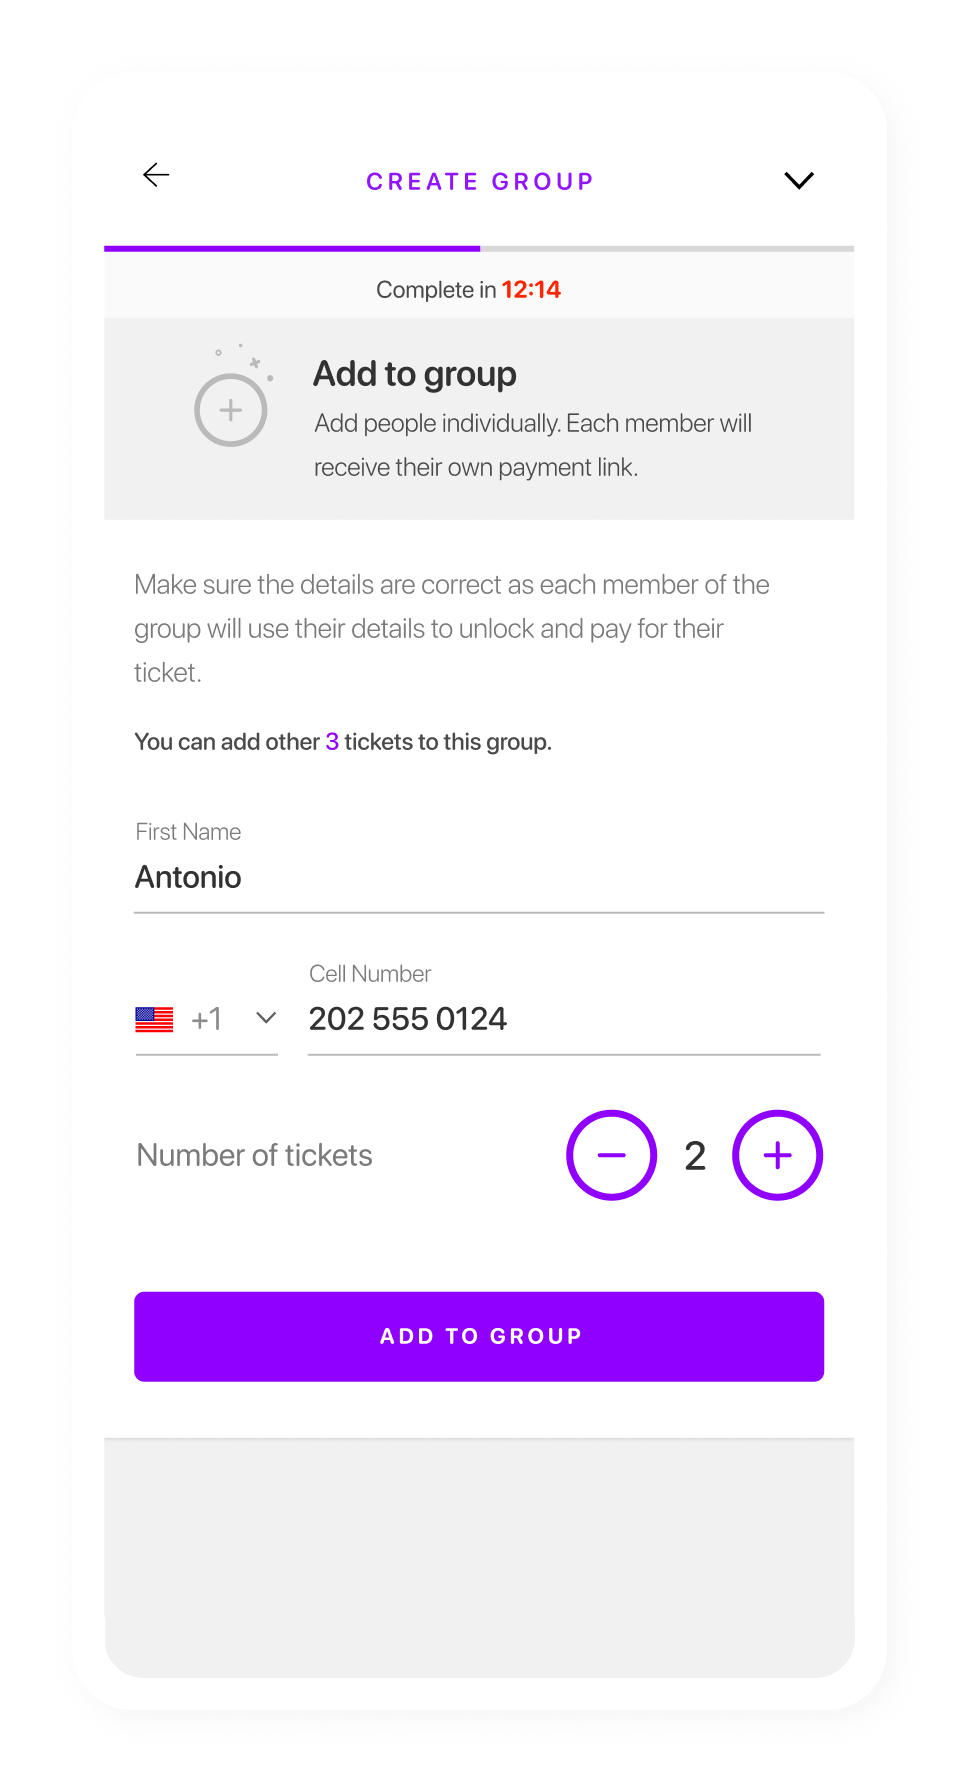 CREATE GROUP
Complete in 12:14
Add to group
Add people individually. Each member will
receive their own payment link.
Make sure the details are correct as each member of the
group will use their details to unlock and pay for their
ticket.
You can add other 3 tickets to this group.
First Name
Antonio
Cell Number
+1 202 555 0124
Number of tickets 2
ADD TO GROUP